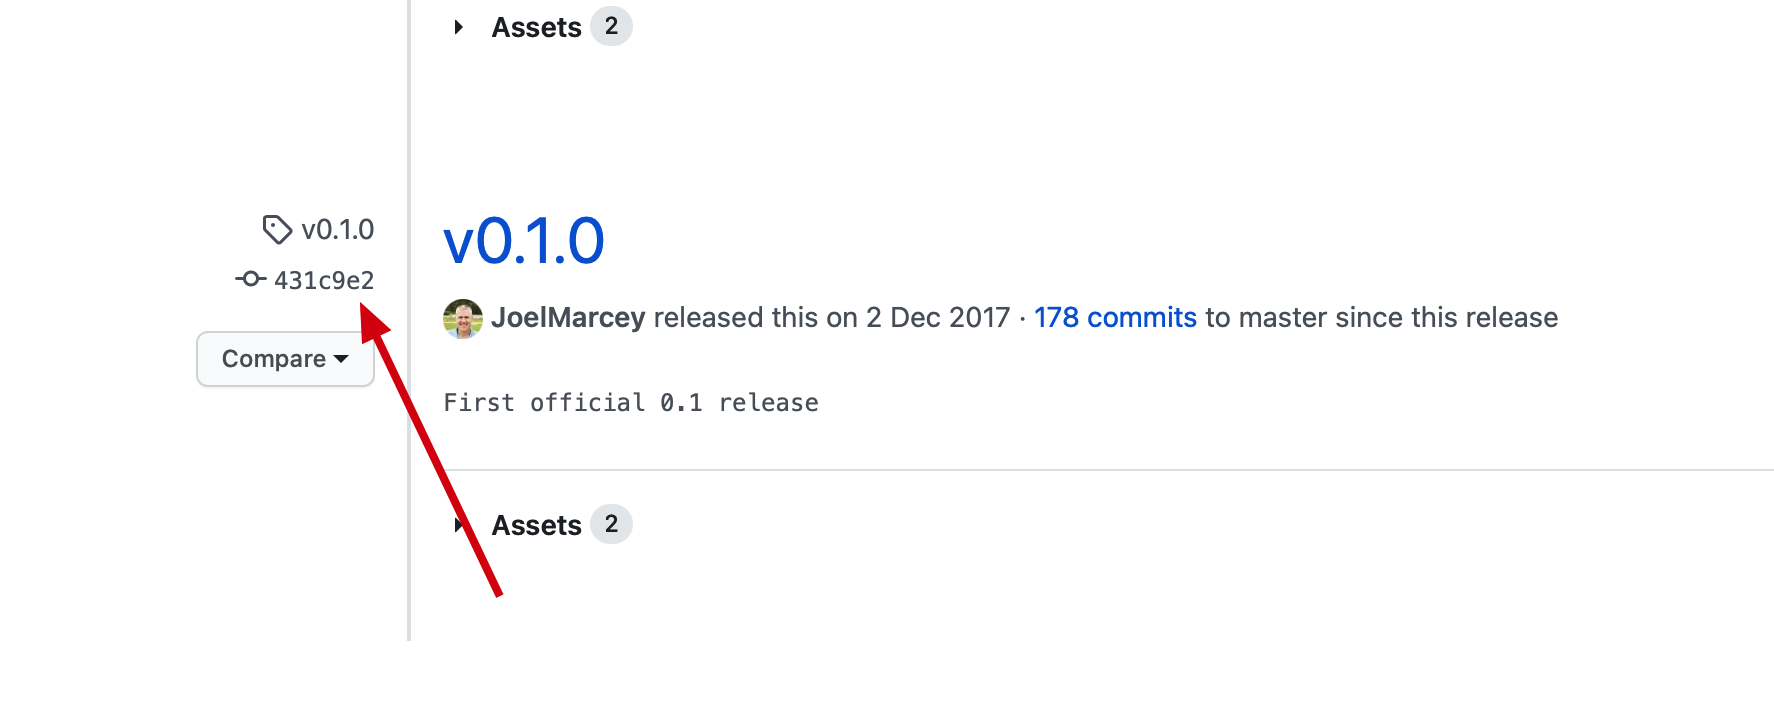 Assets 2
v0.1.0
431c9e2
Compare
v0.1.0
JoelMarcey released this on 2 Dec 2017 · 178 commits to master since this release
First official 0.1 release
Assets 2